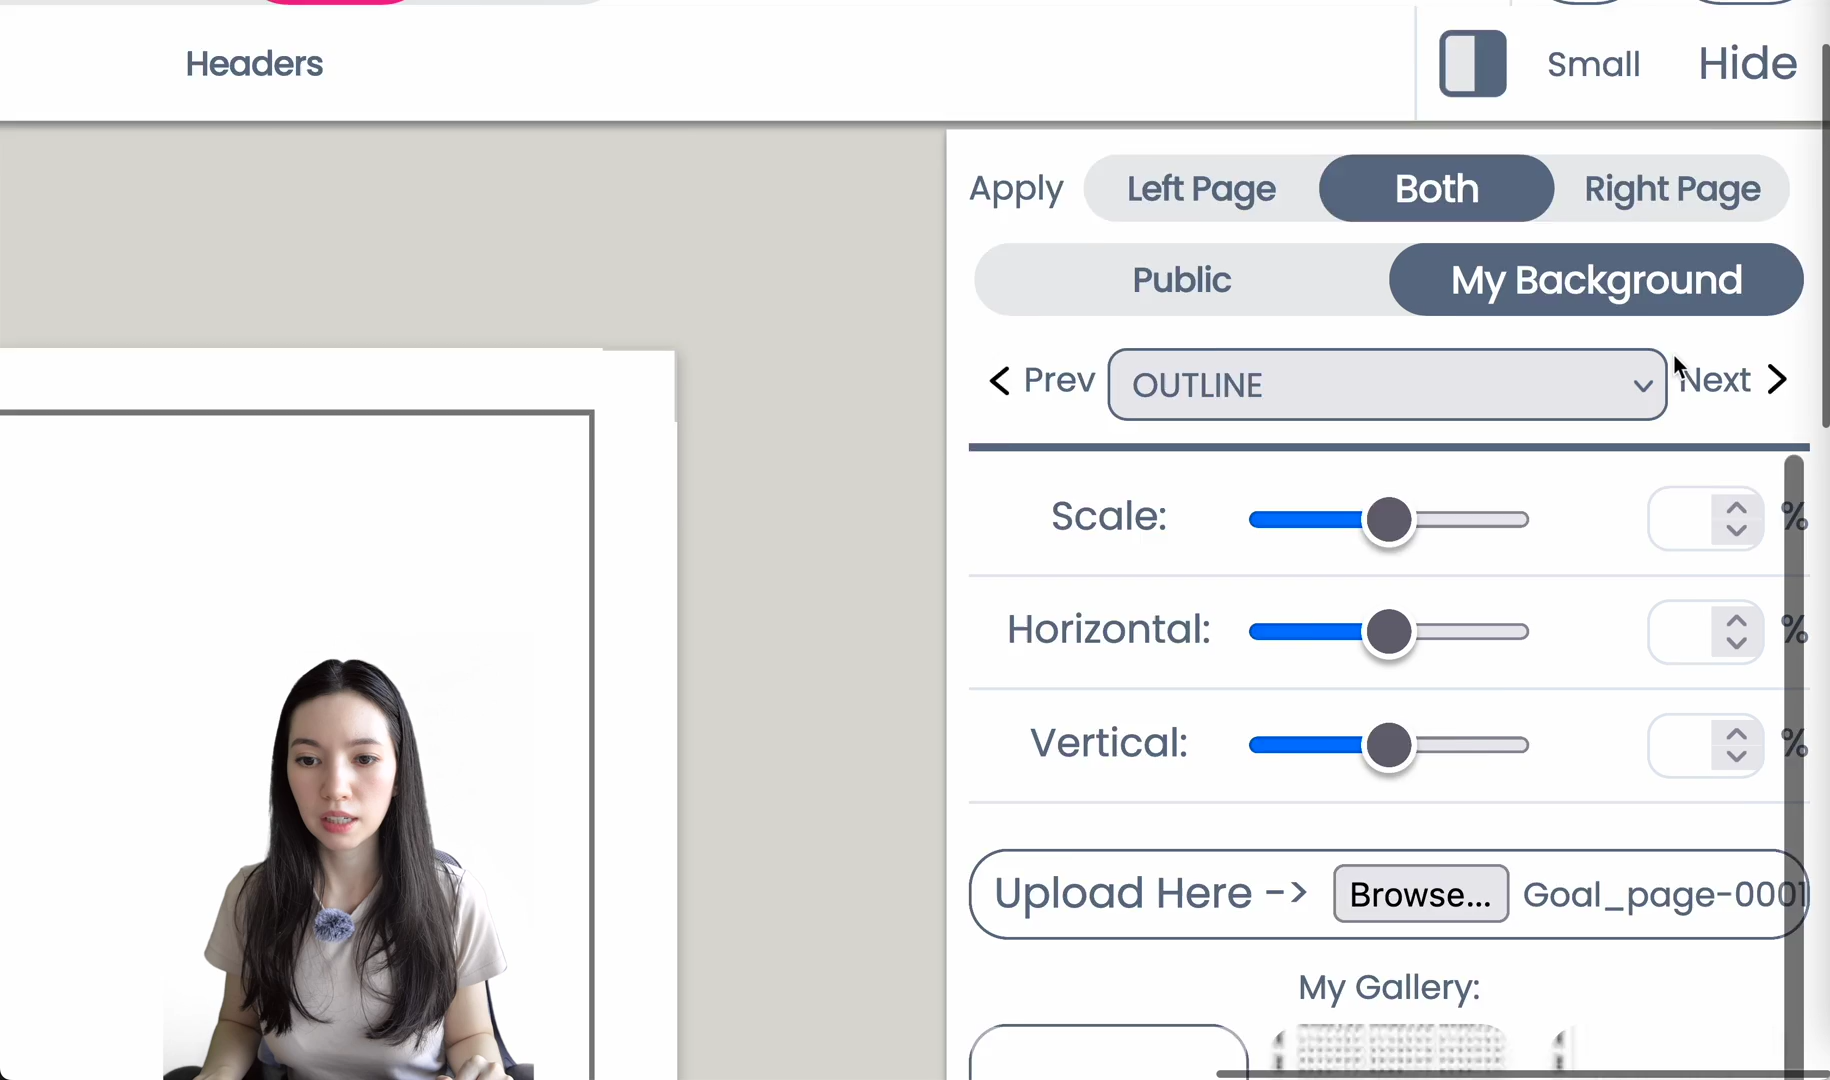 Headers
Small
Hide
Apply
Left Page
Both
Right Page
Public
My Background
Prev
OUTLINE
Next
Scale:
%
Horizontal:
%
Vertical:
%
Upload Here ->
Browse...
Goal_page-0001
My Gallery: